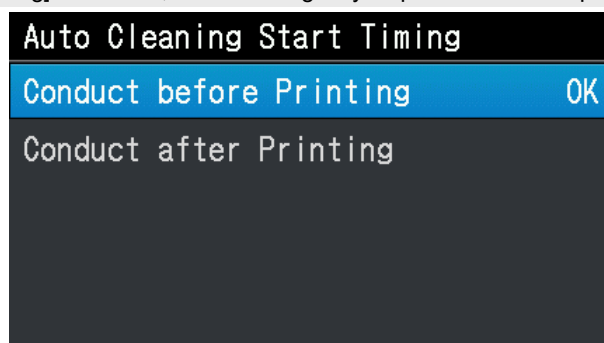 Auto Cleaning Start Timing
Conduct before Printing OK
Conduct after Printing